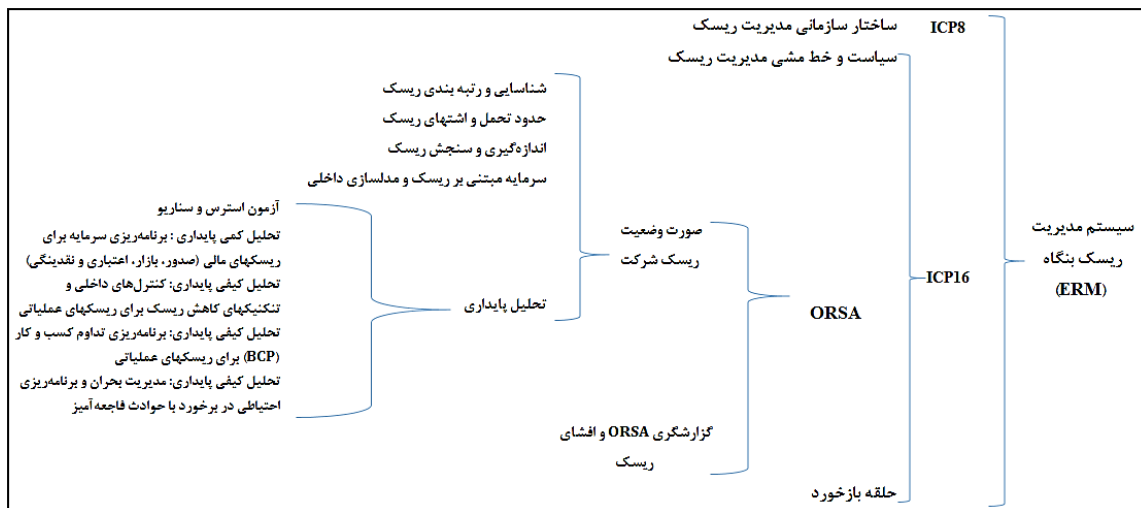 سیستم مدیریت
ریسک بنگاه
(ERM)
ICP8
ساختار سازمانی مدیریت ریسک
ICP16
سیاست و خط مشی مدیریت ریسک
ORSA
صورت وضعیت
ریسک شرکت
شناسایی و رتبه بندی ریسک
حدود تحمل و اشتهای ریسک
اندازه‌گیری و سنجش ریسک
سرمایه مبتنی بر ریسک و مدلسازی داخلی
تحلیل پایداری
آزمون استرس و سناریو
تحلیل کمی پایداری : برنامه‌ریزی سرمایه برای
ریسکهای مالی (صدور، بازار، اعتباری و نقدینگی)
تحلیل کیفی پایداری: کنترل‌های داخلی و
تنکنیکهای کاهش ریسک برای ریسکهای عملیاتی
تحلیل کیفی پایداری: برنامه‌ریزی تداوم کسب و کار
(BCP) برای ریسکهای عملیاتی
تحلیل کیفی پایداری: مدیریت بحران و برنامه‌ریزی
احتیاطی در برخورد با حوادث فاجعه آمیز
گزارشگری ORSA و افشای
ریسک
حلقه بازخورد